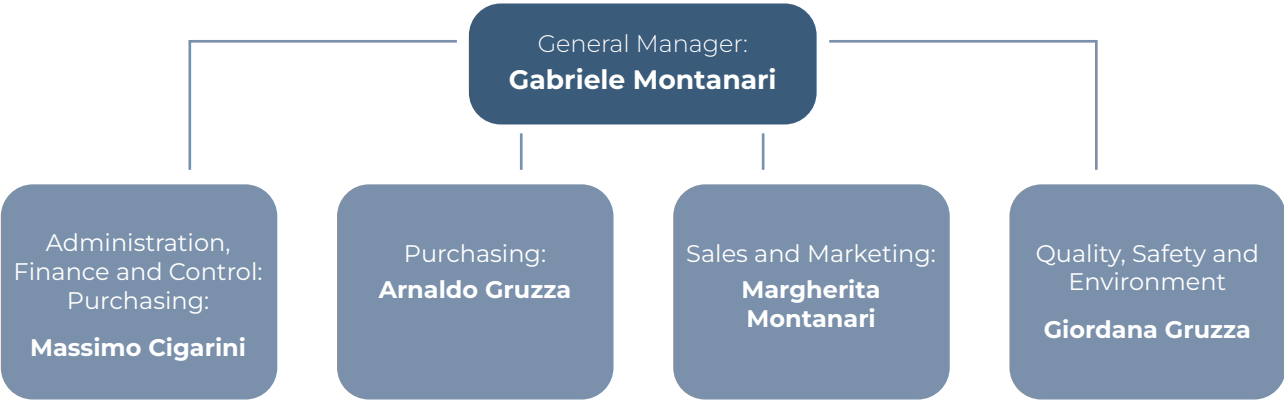 General Manager:
Gabriele Montanari
Administration,
Finance and Control:
Purchasing:
Massimo Cigarini
Purchasing:
Arnaldo Gruzza
Sales and Marketing:
Margherita
Montanari
Quality, Safety and
Environment
Giordana Gruzza